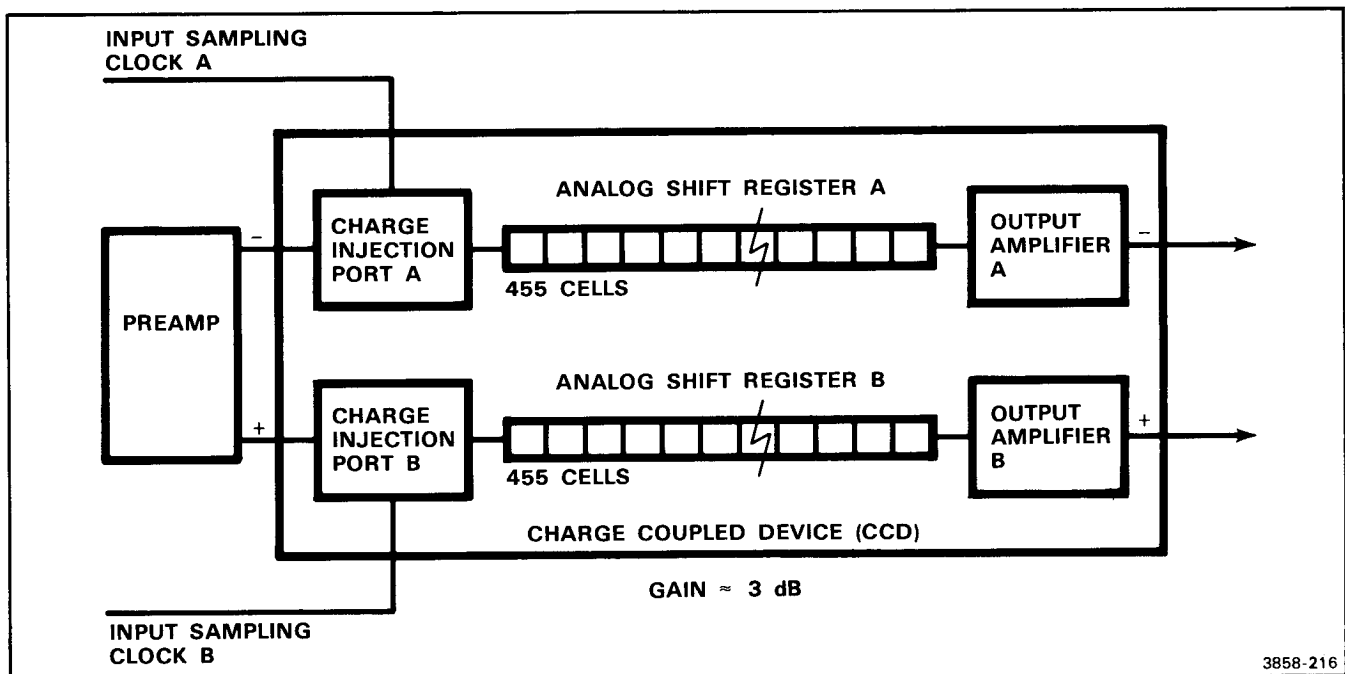 INPUT SAMPLING
CLOCK A
ANALOG SHIFT REGISTER A
CHARGE
INJECTION
PORT A
OUTPUT
AMPLIFIER
A
−
−
455 CELLS
PREAMP
ANALOG SHIFT REGISTER B
CHARGE
INJECTION
PORT B
OUTPUT
AMPLIFIER
B
+
+
455 CELLS
CHARGE COUPLED DEVICE (CCD)
GAIN ≈ 3 dB
INPUT SAMPLING
CLOCK B
3858-216